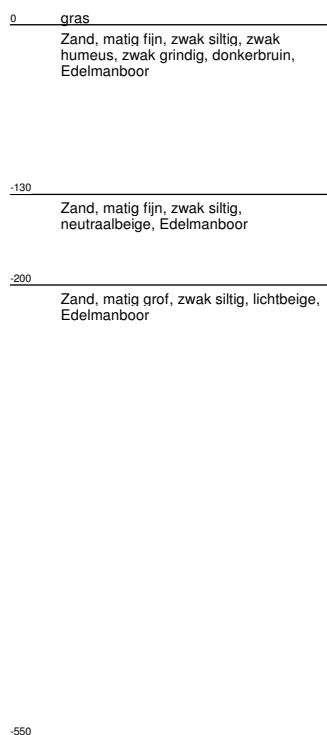 0 gras
Zand, matig fijn, zwak siltig, zwak
humeus, zwak grindig, donkerbruin,
Edelmanboor
-130
Zand, matig fijn, zwak siltig,
neutraalbeige, Edelmanboor
-200
Zand, matig grof, zwak siltig, lichtbeige,
Edelmanboor
-550